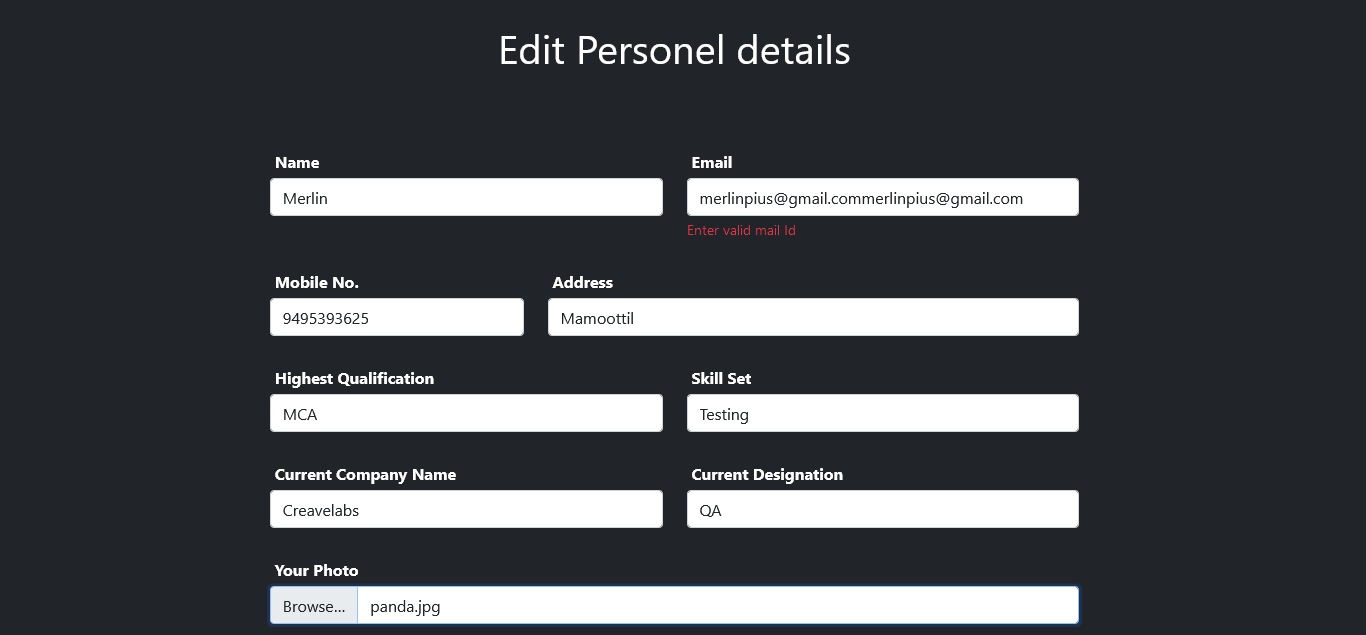 Edit Personel details
Name
Email
Merlin
merlinpius@gmail.commerlinpius@gmail.com
Enter valid mail Id
Mobile No.
Address
9495393625
Mamoottil
Highest Qualification
Skill Set
MCA
Testing
Current Company Name
Current Designation
Creavelabs
QA
Your Photo
Browse... panda.jpg